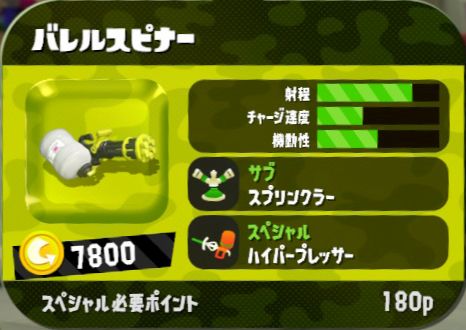 バレルスピナー
射程
チャージ速度
機動性
サブ
スプリンクラー
スペシャル
ハイパープレッサー
7800
スペシャル必要ポイント 180p